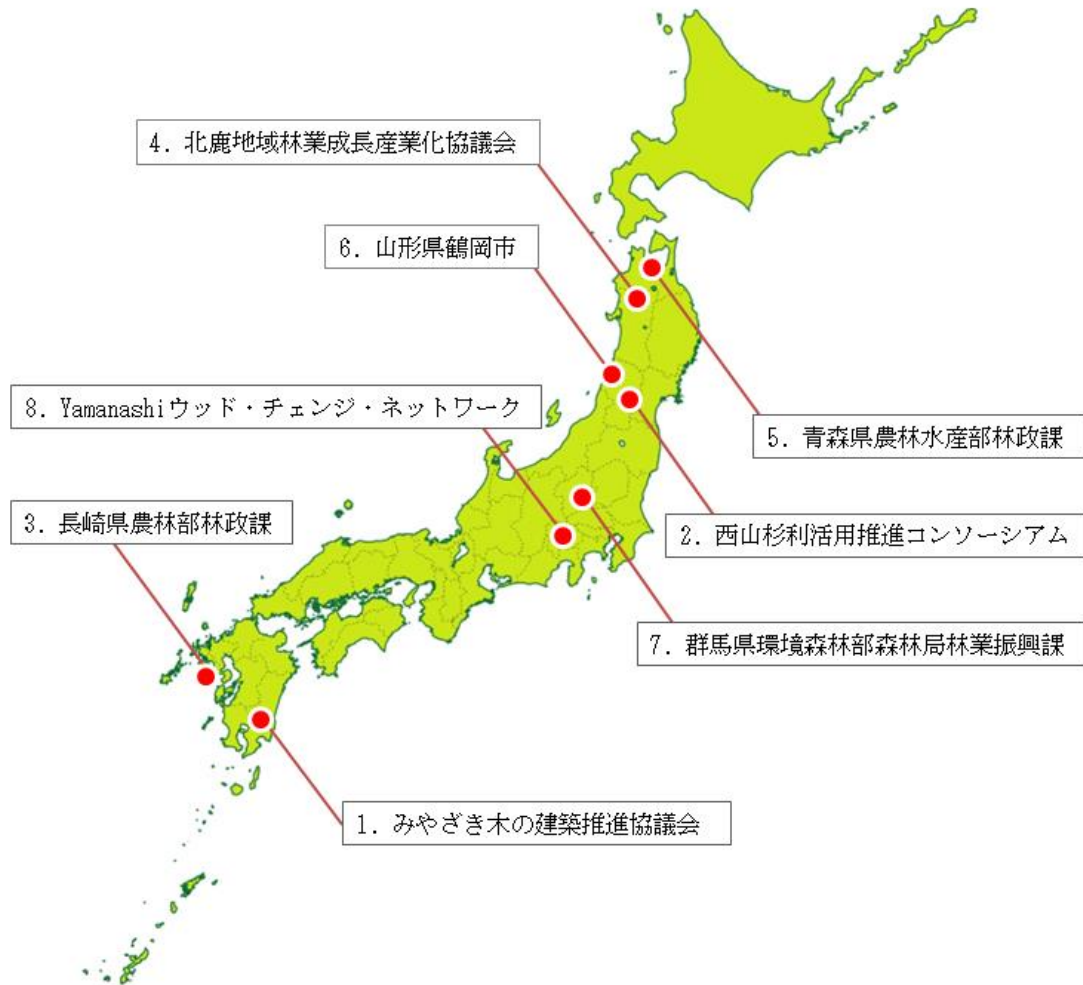 4. 北鹿地域林業成長産業化協議会
6. 山形県鶴岡市
8. Yamanashiウッド・チェンジ・ネットワーク
5. 青森県農林水産部林政課
3. 長崎県農林部林政課
2. 西山杉利活用推進コンソーシアム
7. 群馬県環境森林部森林局林業振興課
1. みやざき木の建築推進協議会